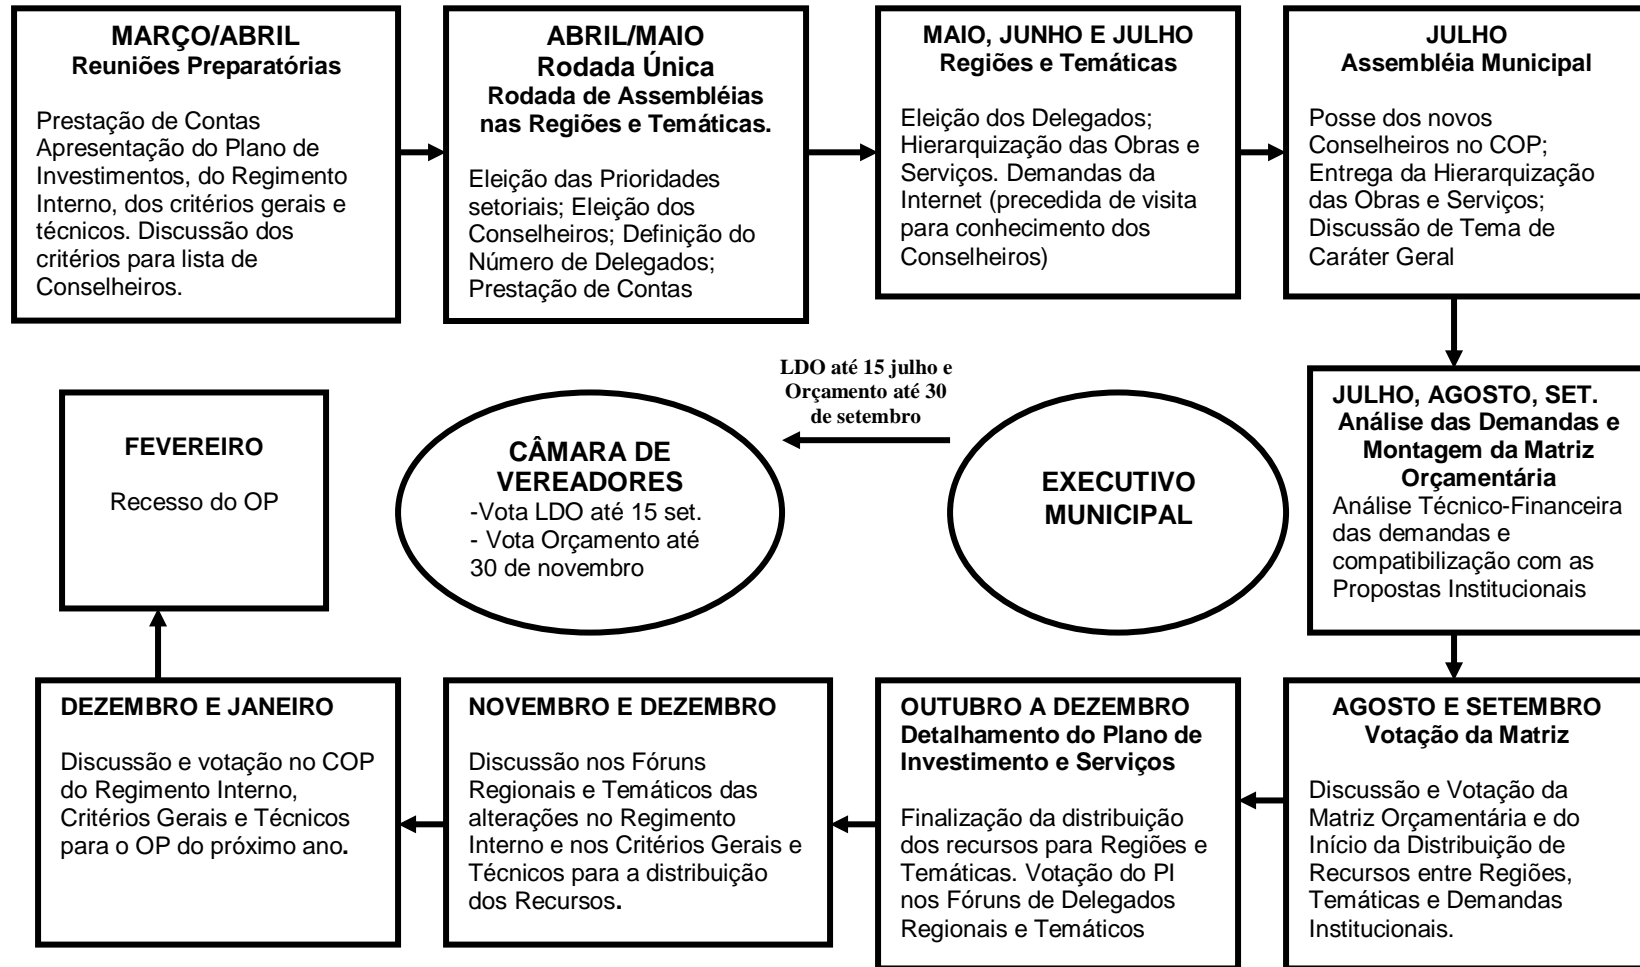 MARÇO/ABRIL
Reuniões Preparatórias
Prestação de Contas
Apresentação do Plano de
Investimentos, do Regimento
Interno, dos critérios gerais e
técnicos. Discussão dos
critérios para lista de
Conselheiros.
ABRIL/MAIO
Rodada Única
Rodada de Assembléias
nas Regiões e Temáticas.
Eleição das Prioridades
setoriais; Eleição dos
Conselheiros; Definição do
Número de Delegados;
Prestação de Contas
MAIO, JUNHO E JULHO
Regiões e Temáticas
Eleição dos Delegados;
Hierarquização das Obras e
Serviços. Demandas da
Internet (precedida de visita
para conhecimento dos
Conselheiros)
JULHO
Assembléia Municipal
Posse dos novos
Conselheiros no COP;
Entrega da Hierarquização
das Obras e Serviços;
Discussão de Tema de
Caráter Geral
JULHO, AGOSTO, SET.
Análise das Demandas e
Montagem da Matriz
Orçamentária
Análise Técnico-Financeira
das demandas e
compatibilização com as
Propostas Institucionais
EXECUTIVO
MUNICIPAL
LDO até 15 julho e
Orçamento até 30
de setembro
CÂMARA DE
VEREADORES
-Vota LDO até 15 set.
- Vota Orçamento até
30 de novembro
AGOSTO E SETEMBRO
Votação da Matriz
Discussão e Votação da
Matriz Orçamentária e do
Início da Distribuição de
Recursos entre Regiões,
Temáticas e Demandas
Institucionais.
OUTUBRO A DEZEMBRO
Detalhamento do Plano de
Investimento e Serviços
Finalização da distribuição
dos recursos para Regiões e
Temáticas. Votação do PI
nos Fóruns de Delegados
Regionais e Temáticos
NOVEMBRO E DEZEMBRO
Discussão nos Fóruns
Regionais e Temáticos das
alterações no Regimento
Interno e nos Critérios Gerais e
Técnicos para a distribuição
dos Recursos.
DEZEMBRO E JANEIRO
Discussão e votação no COP
do Regimento Interno,
Critérios Gerais e Técnicos
para o OP do próximo ano.
FEVEREIRO
Recesso do OP